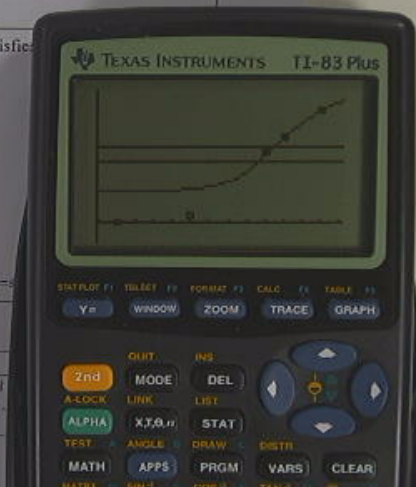 TEXAS INSTRUMENTS TI-83 Plus
STAT PLOT F1 TBLSET F2 FORMAT F3 CALC F4 TABLE F5
Y= WINDOW ZOOM TRACE GRAPH
QUIT INS
2nd MODE DEL
A-LOCK LINK LIST
ALPHA X,T,θ,n STAT
TEST A ANGLE B DRAW C DISTR
MATH APPS PRGM VARS CLEAR